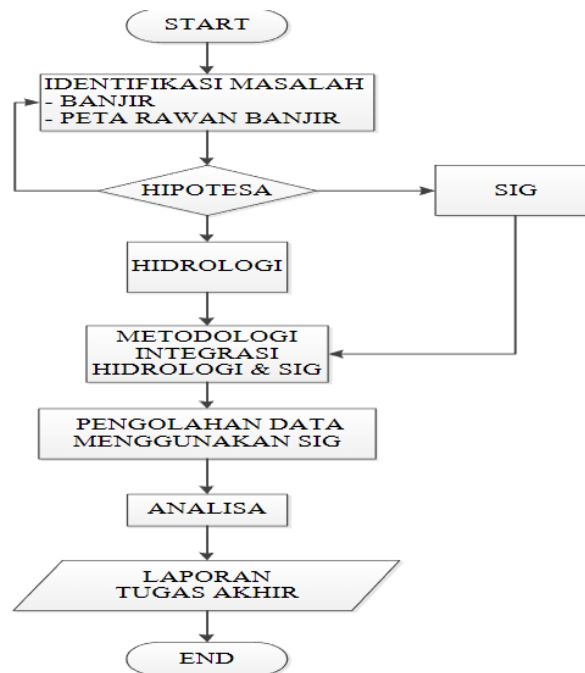 START
IDENTIFIKASI MASALAH
- BANJIR
- PETA RAWAN BANJIR
HIPOTESA
SIG
HIDROLOGI
METODOLOGI
INTEGRASI
HIDROLOGI & SIG
PENGOLAHAN DATA
MENGGUNAKAN SIG
ANALISA
LAPORAN
TUGAS AKHIR
END